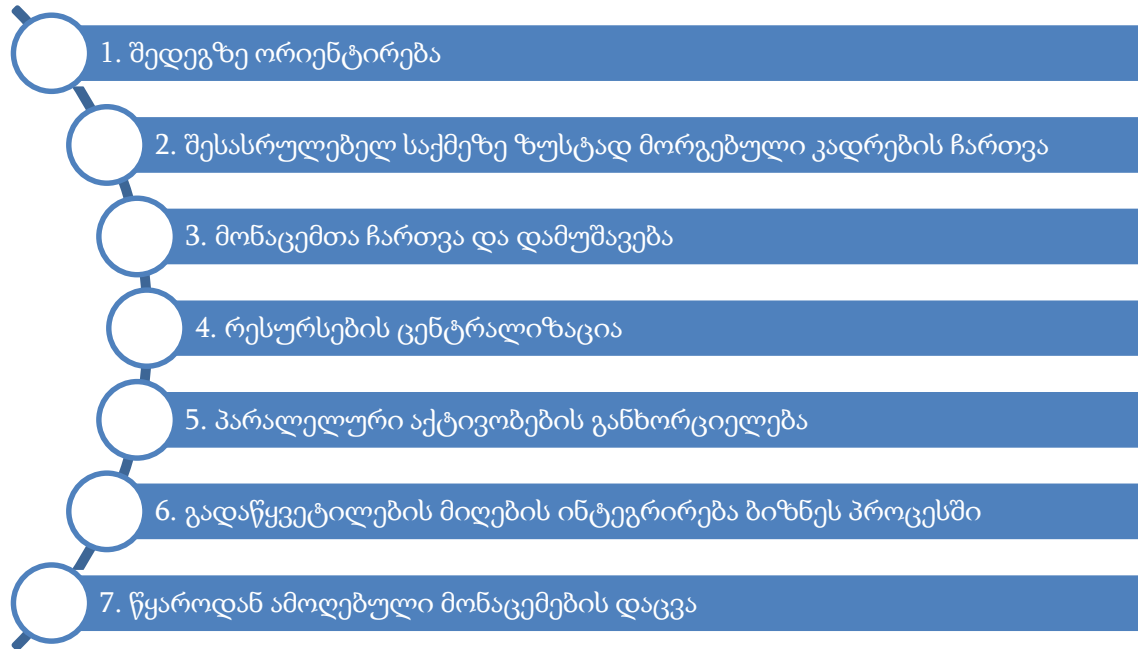 1. შედეგზე ორიენტირება
2. შესასრულებელ საქმეზე ზუსტად მორგებული კადრების ჩართვა
3. მონაცემთა ჩართვა და დამუშავება
4. რესურსების ცენტრალიზაცია
5. პარალელური აქტივობების განხორციელება
6. გადაწყვეტილების მიღების ინტეგრირება ბიზნეს პროცესში
7. წყაროდან ამოღებული მონაცემების დაცვა